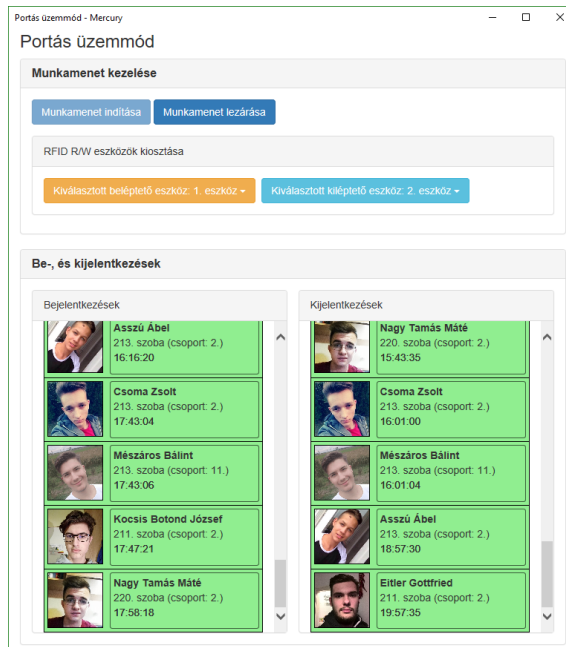 Portás üzemmód - Mercury
Portás üzemmód
Munkamenet kezelése
Munkamenet indítása
Munkamenet lezárása
RFID R/W eszközök kiosztása
Kiválasztott beléptető eszköz: 1. eszköz
Kiválasztott kiléptető eszköz: 2. eszköz
Be-, és kijelentkezések
Bejelentkezések
Asszú Ábel
213. szoba (csoport: 2.)
16:16:20
Csoma Zsolt
213. szoba (csoport: 2.)
17:43:04
Mészáros Bálint
213. szoba (csoport: 11.)
17:43:06
Kocsis Botond József
211. szoba (csoport: 2.)
17:47:21
Nagy Tamás Máté
220. szoba (csoport: 2.)
17:58:18
Kijelentkezések
Nagy Tamás Máté
220. szoba (csoport: 2.)
15:43:35
Csoma Zsolt
213. szoba (csoport: 2.)
16:01:00
Mészáros Bálint
213. szoba (csoport: 11.)
16:01:04
Asszú Ábel
213. szoba (csoport: 2.)
18:57:30
Eitler Gottfried
211. szoba (csoport: 2.)
19:57:35